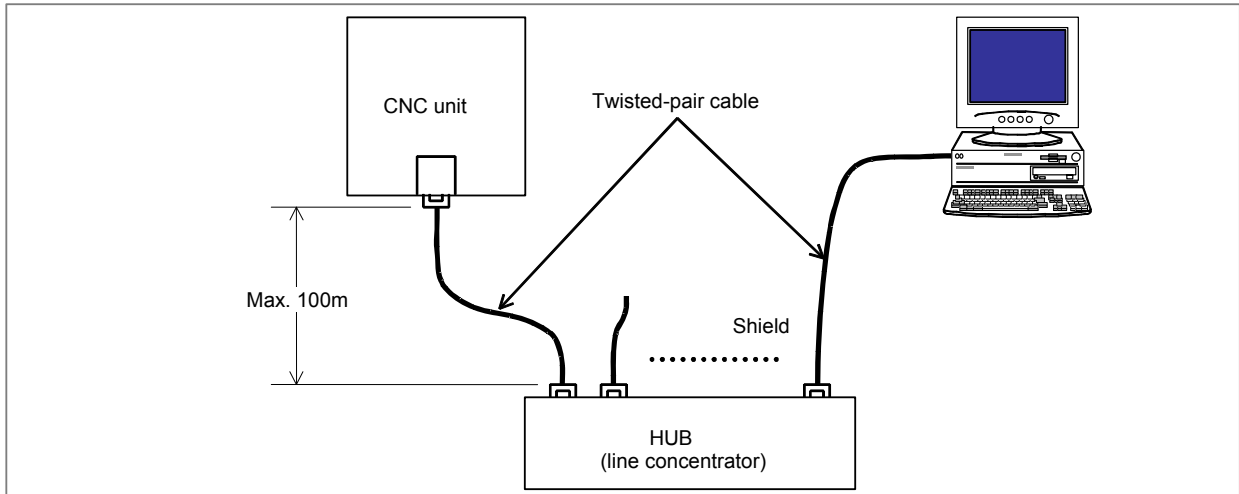 CNC unit
Twisted-pair cable
Max. 100m
Shield
HUB
(line concentrator)